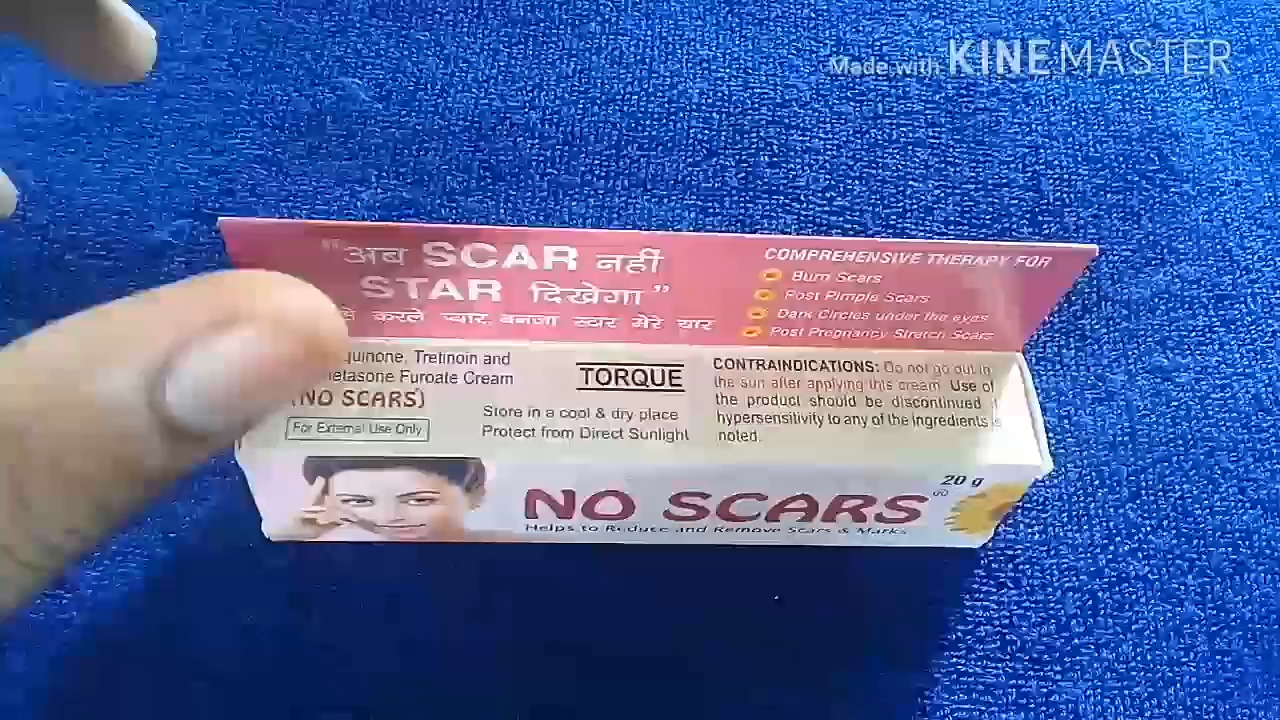 Made with KINEMASTER
"अब SCAR नहीं
STAR दिखेगा"
करले प्यार, बनजा स्टार मेरे यार
COMPREHENSIVE THERAPY FOR
Burn Scars
Post Pimple Scars
Dark Circles under the eyes
Post Pregnancy Stretch Scars
Tretinoin and
Furoate Cream
(NO SCARS)
For External Use Only
TORQUE
Store in a cool & dry place
Protect from Direct Sunlight
CONTRAINDICATIONS: Do not go out in
the sun after applying this cream. Use of
the product should be discontinued
hypersensitivity to any of the ingredients is
noted.
20 g
NO SCARS®
Helps to Reduce and Remove Scars & Marks